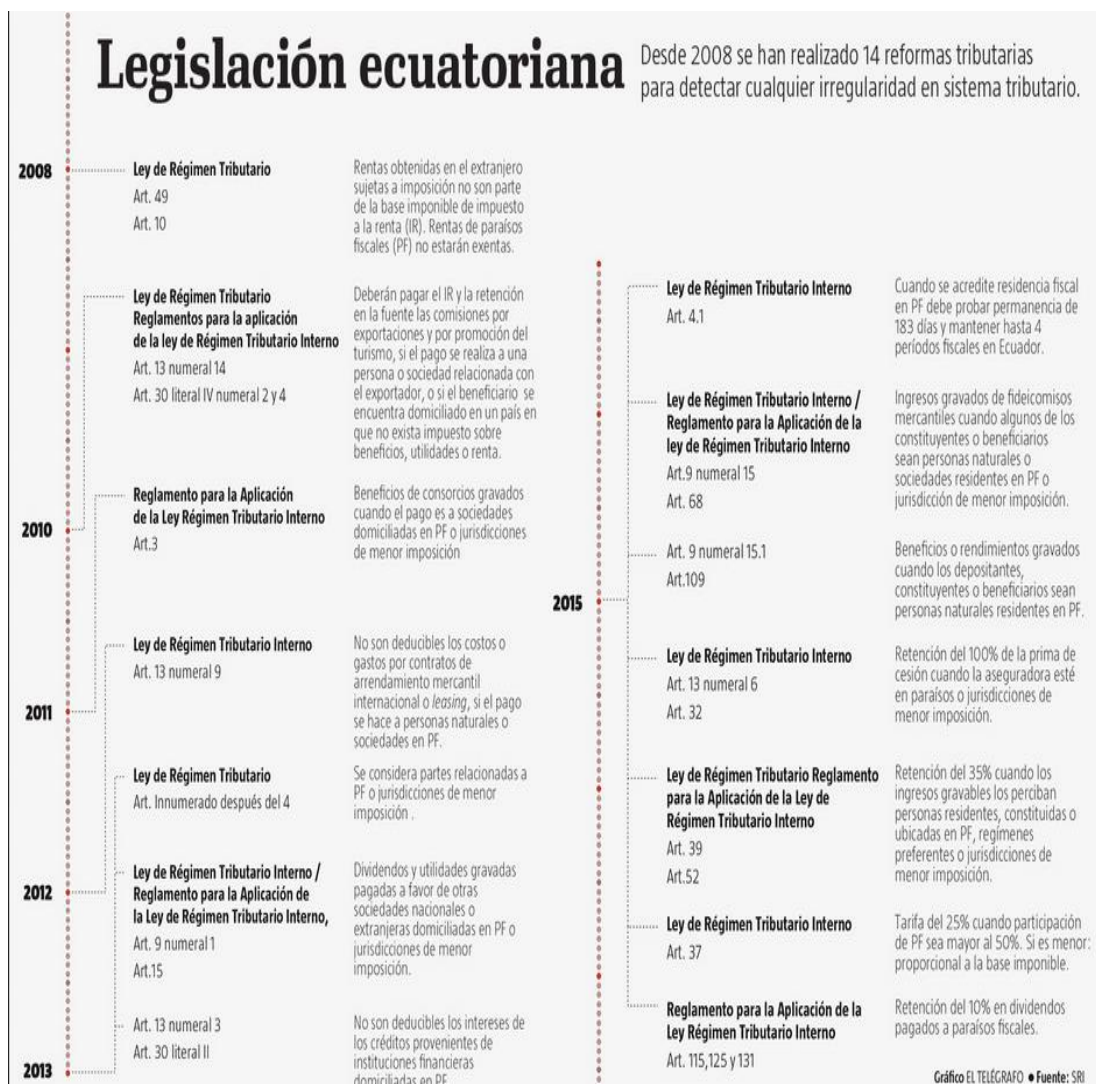 Legislación ecuatoriana
Desde 2008 se han realizado 14 reformas tributarias
para detectar cualquier irregularidad en sistema tributario.
2008
Ley de Régimen Tributario
Art. 49
Art. 10
Rentas obtenidas en el extranjero
sujetas a imposición no son parte
de la base imponible de impuesto
a la renta (IR). Rentas de paraísos
fiscales (PF) no estarán exentas.
Ley de Régimen Tributario
Reglamentos para la aplicación
de la ley de Régimen Tributario Interno
Art. 13 numeral 14
Art. 30 literal IV numeral 2 y 4
Deberán pagar el IR y la retención
en la fuente las comisiones por
exportaciones y por promoción del
turismo, si el pago se realiza a una
persona o sociedad relacionada con
el exportador, o si el beneficiario se
encuentra domiciliado en un país en
que no exista impuesto sobre
beneficios, utilidades o renta.
2010
Reglamento para la Aplicación
de la Ley Régimen Tributario Interno
Art.3
Beneficios de consorcios gravados
cuando el pago es a sociedades
domiciliadas en PF o jurisdicciones
de menor imposición
2011
Ley de Régimen Tributario Interno
Art. 13 numeral 9
No son deducibles los costos o
gastos por contratos de
arrendamiento mercantil
internacional o leasing, si el pago
se hace a personas naturales o
sociedades en PF.
Ley de Régimen Tributario
Art. Innumerado después del 4
Se considera partes relacionadas a
PF o jurisdicciones de menor
imposición .
2012
Ley de Régimen Tributario Interno /
Reglamento para la Aplicación de
la Ley de Régimen Tributario Interno,
Art. 9 numeral 1
Art.15
Dividendos y utilidades gravadas
pagadas a favor de otras
sociedades nacionales o
extranjeras domiciliadas en PF o
jurisdicciones de menor
imposición.
2013
Art. 13 numeral 3
Art. 30 literal II
No son deducibles los intereses de
los créditos provenientes de
instituciones financieras
domiciliadas en PF
2015
Ley de Régimen Tributario Interno
Art. 4.1
Cuando se acredite residencia fiscal
en PF debe probar permanencia de
183 días y mantener hasta 4
períodos fiscales en Ecuador.
Ley de Régimen Tributario Interno /
Reglamento para la Aplicación de la
ley de Régimen Tributario Interno
Art.9 numeral 15
Art. 68
Ingresos gravados de fideicomisos
mercantiles cuando algunos de los
constituyentes o beneficiarios
sean personas naturales o
sociedades residentes en PF o
jurisdicción de menor imposición.
Art. 9 numeral 15.1
Art.109
Beneficios o rendimientos gravados
cuando los depositantes,
constituyentes o beneficiarios sean
personas naturales residentes en PF.
Ley de Régimen Tributario Interno
Art. 13 numeral 6
Art. 32
Retención del 100% de la prima de
cesión cuando la aseguradora esté
en paraísos o jurisdicciones de
menor imposición.
Ley de Régimen Tributario Reglamento
para la Aplicación de la Ley de
Régimen Tributario Interno
Art. 39
Art.52
Retención del 35% cuando los
ingresos gravables los perciban
personas residentes, constituidas o
ubicadas en PF, regímenes
preferentes o jurisdicciones de
menor imposición.
Ley de Régimen Tributario Interno
Art. 37
Tarifa del 25% cuando participación
de PF sea mayor al 50%. Si es menor:
proporcional a la base imponible.
Reglamento para la Aplicación de la
Ley Régimen Tributario Interno
Art. 115,125 y 131
Retención del 10% en dividendos
pagados a paraísos fiscales.
Gráfico EL TELÉGRAFO ● Fuente: SRI